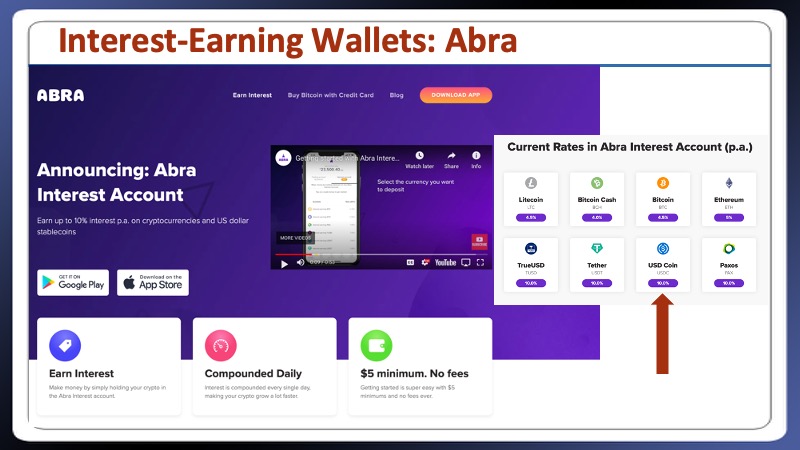 Interest-Earning Wallets: Abra
ABRA
Earn Interest
Buy Bitcoin with Credit Card
Blog
DOWNLOAD APP
Announcing: Abra
Interest Account
Earn up to 10% interest p.a. on cryptocurrencies and US dollar
stablecoins
GET IT ON
Google Play
Download on the
App Store
Getting started with Abra Intere...
Watch later
Share
Info
Select the currency you want
to deposit
MORE VIDEOS
SUBSCRIBE
YouTube
Current Rates in Abra Interest Account (p.a.)
Litecoin
LTC
4.5%
Bitcoin Cash
BCH
4.0%
Bitcoin
BTC
Ethereum
ETH
5%
TrueUSD
TUSD
10.0%
Tether
USDT
10.0%
USD Coin
USDC
10.0%
Paxos
PAX
10.0%
Earn Interest
Make money by simply holding your crypto in
the Abra Interest account.
Compounded Daily
Interest is compounded every single day,
making your crypto grow a lot faster.
$5 minimum. No fees
Getting started is super easy with $5
minimums and no fees ever.